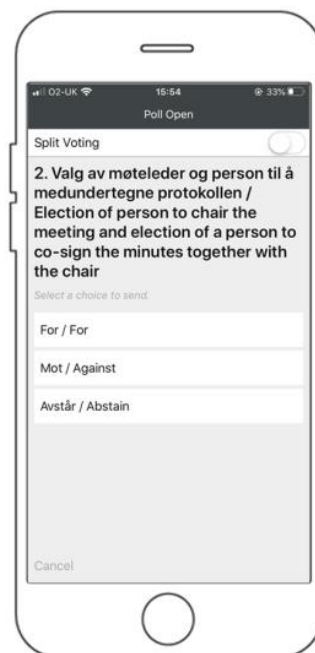 O2-UK 15:54 33%
Poll Open
Split Voting
2. Valg av møteleder og person til å
medundertegne protokollen /
Election of person to chair the
meeting and election of a person to
co-sign the minutes together with
the chair
Select a choice to send.
For / For
Mot / Against
Avstår / Abstain
Cancel